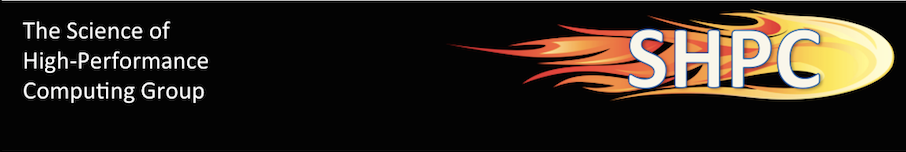 The Science of
High-Performance
Computing Group
SHPC